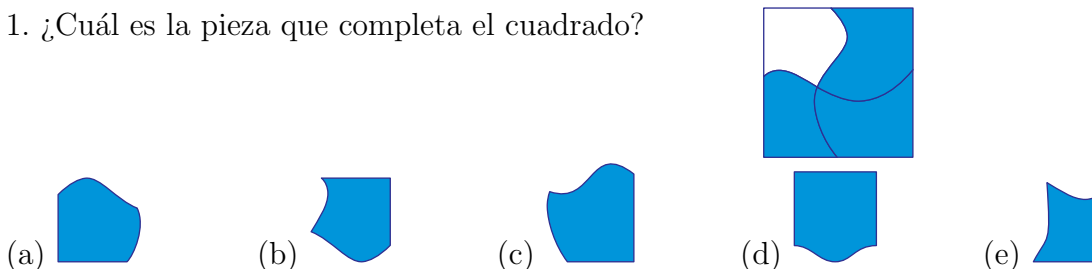 1. ¿Cuál es la pieza que completa el cuadrado?
(a) (b) (c) (d) (e)